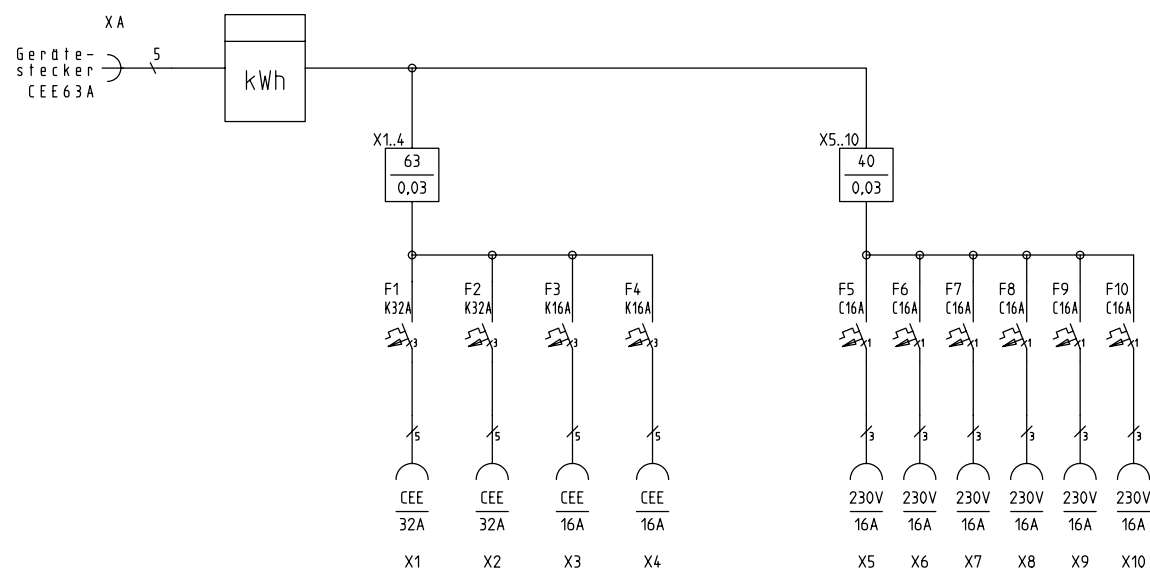 XA
Geräte-
stecker
CEE63A
5
kWh
X1..4
63
0,03
X5..10
40
0,03
F1 F2 F3 F4 F5 F6 F7 F8 F9 F10
K32A K32A K16A K16A C16A C16A C16A C16A C16A C16A
3 3 3 3 1 1 1 1 1 1
5 5 5 5 3 3 3 3 3 3
CEE CEE CEE CEE 230V 230V 230V 230V 230V 230V
32A 32A 16A 16A 16A 16A 16A 16A 16A 16A
X1 X2 X3 X4 X5 X6 X7 X8 X9 X10